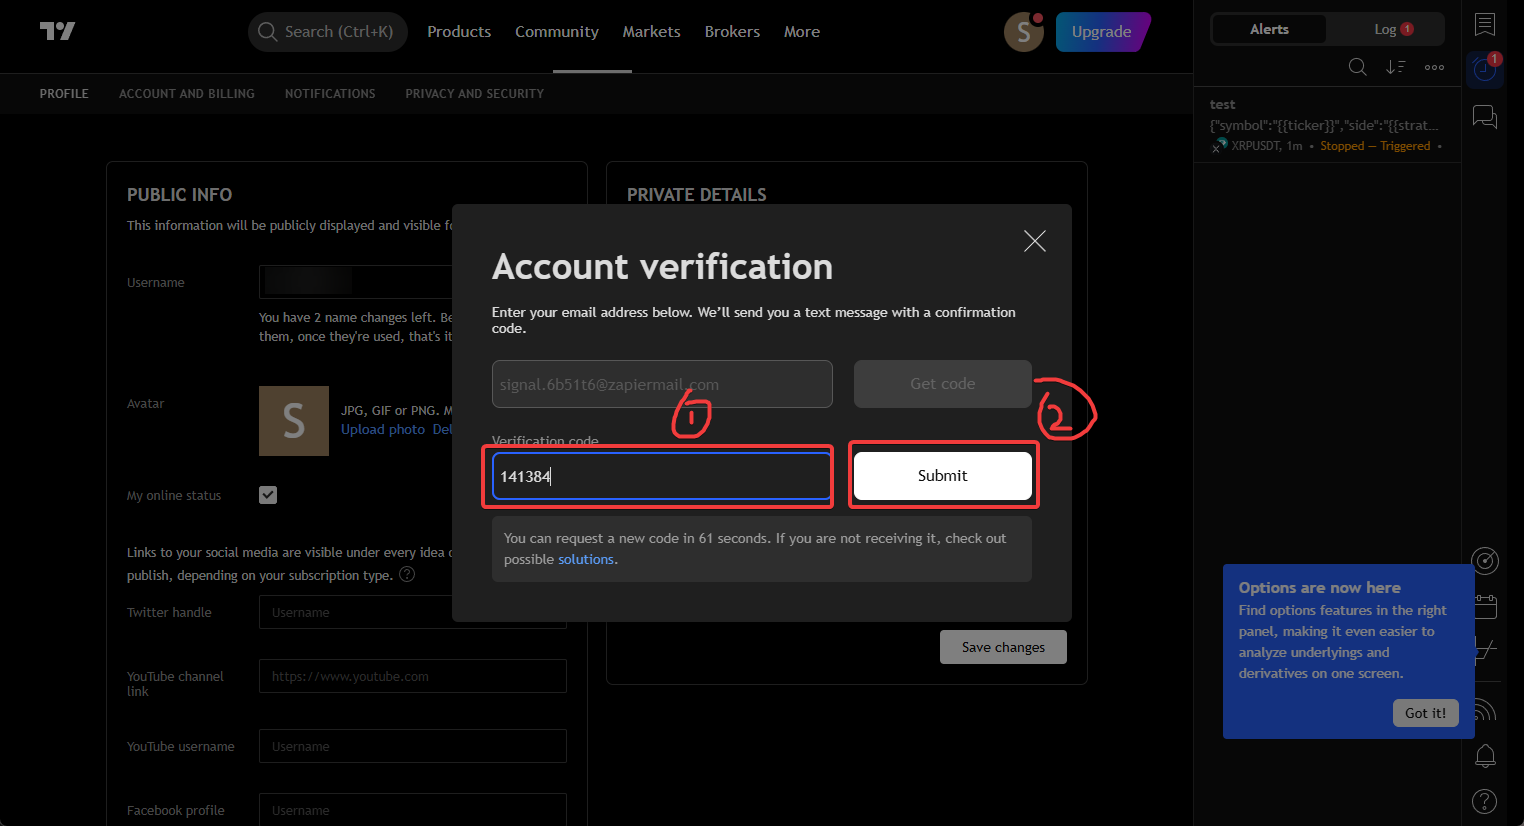 Search (Ctrl+K)
Products
Community
Markets
Brokers
More
S
Upgrade
PROFILE
ACCOUNT AND BILLING
NOTIFICATIONS
PRIVACY AND SECURITY
PUBLIC INFO
This information will be publicly displayed and visible fo
Username
You have 2 name changes left. Be
them, once they're used, that's it
Avatar
S
JPG, GIF or PNG. M
Upload photo Del
My online status
Links to your social media are visible under every idea
publish, depending on your subscription type. ?
Twitter handle
Username
YouTube channel
link
https://www.youtube.com
YouTube username
Username
Facebook profile
Username
PRIVATE DETAILS
Account verification
Enter your email address below. We'll send you a text message with a confirmation
code.
signal.6b51t6@zapiermail.com
Get code
1
2
Verification code
141384
Submit
You can request a new code in 61 seconds. If you are not receiving it, check out
possible solutions.
Save changes
Alerts
Log 1
test
{"symbol":"{{ticker}}","side":"{{strat...
XRPUSDT, 1m • Stopped — Triggered •
1
Options are now here
Find options features in the right
panel, making it even easier to
analyze underlyings and
derivatives on one screen.
Got it!
?